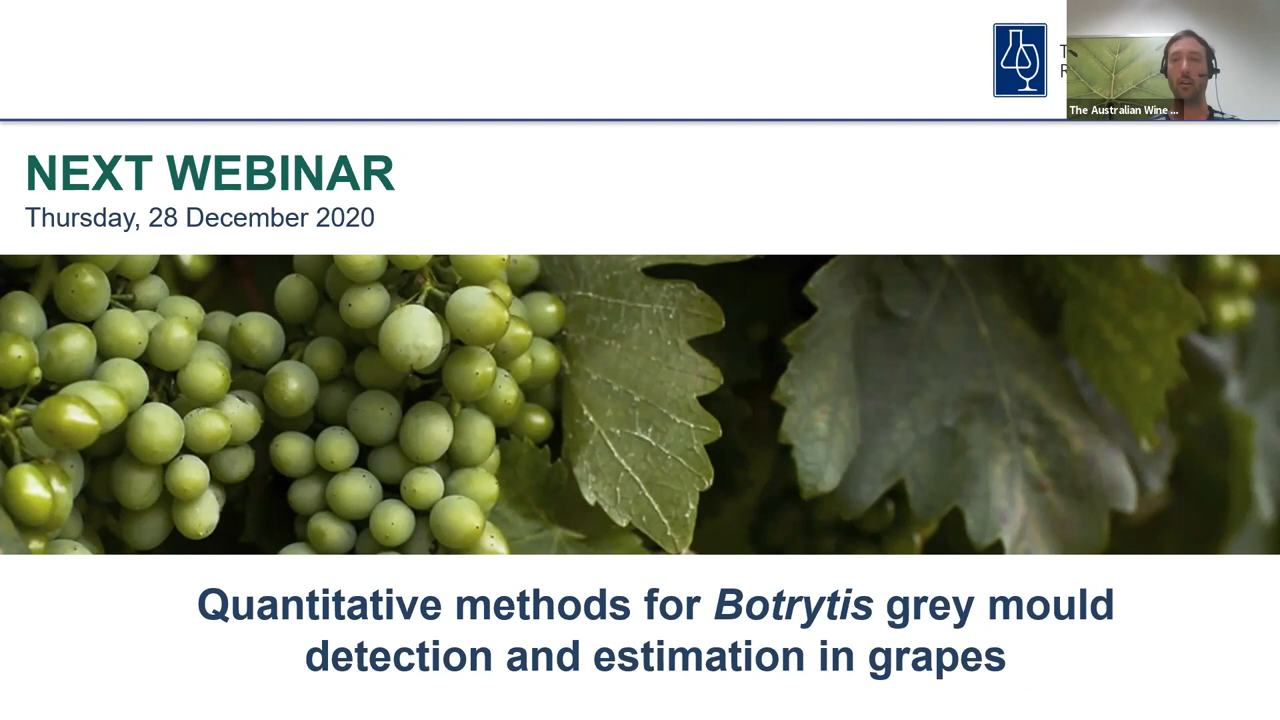 The Australian Wine ...
NEXT WEBINAR
Thursday, 28 December 2020
Quantitative methods for Botrytis grey mould
detection and estimation in grapes